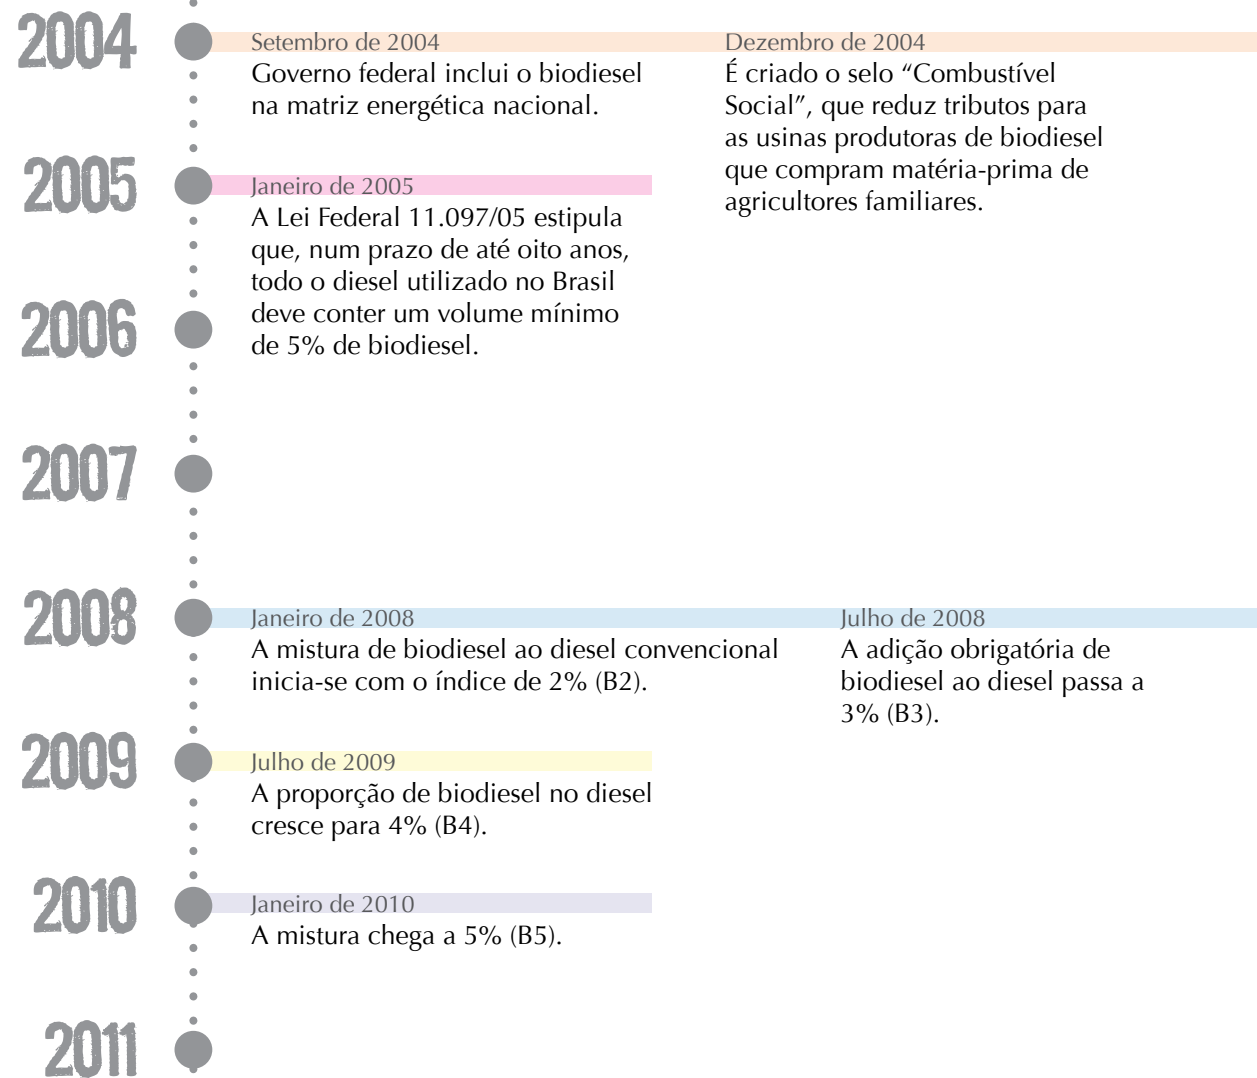 2004
Setembro de 2004
Governo federal inclui o biodiesel
na matriz energética nacional.
Dezembro de 2004
É criado o selo “Combustível
Social”, que reduz tributos para
as usinas produtoras de biodiesel
que compram matéria-prima de
agricultores familiares.
2005
Janeiro de 2005
A Lei Federal 11.097/05 estipula
que, num prazo de até oito anos,
todo o diesel utilizado no Brasil
deve conter um volume mínimo
de 5% de biodiesel.
2006
2007
2008
Janeiro de 2008
A mistura de biodiesel ao diesel convencional
inicia-se com o índice de 2% (B2).
Julho de 2008
A adição obrigatória de
biodiesel ao diesel passa a
3% (B3).
2009
Julho de 2009
A proporção de biodiesel no diesel
cresce para 4% (B4).
2010
Janeiro de 2010
A mistura chega a 5% (B5).
2011